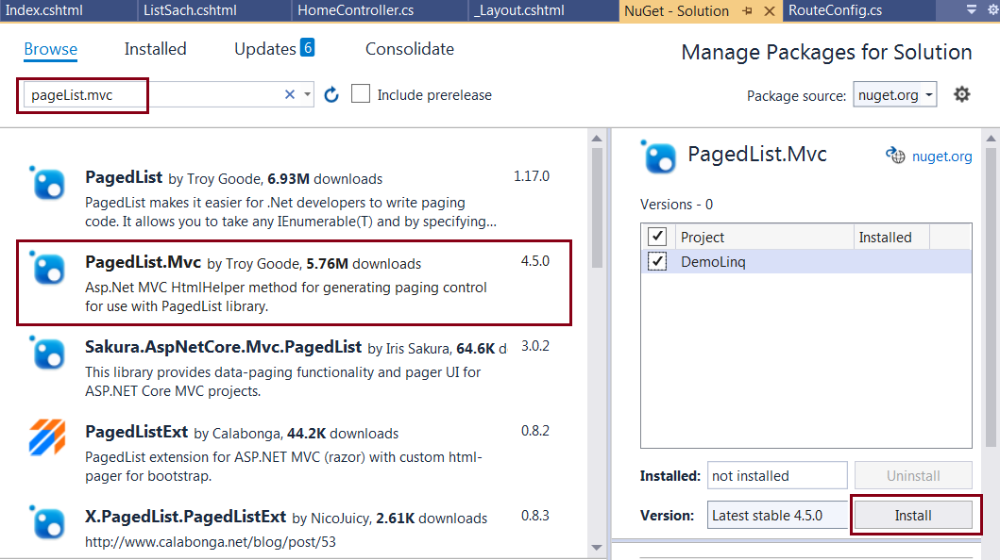 Index.cshtml ListSach.cshtml HomeController.cs _Layout.cshtml NuGet - Solution RouteConfig.cs
Browse Installed Updates 6 Consolidate
Manage Packages for Solution
pageList.mvc Include prerelease
Package source: nuget.org
PagedList by Troy Goode, 6.93M downloads 1.17.0
PagedList makes it easier for .Net developers to write paging
code. It allows you to take any IEnumerable(T) and by specifying...
PagedList.Mvc by Troy Goode, 5.76M downloads 4.5.0
Asp.Net MVC HtmlHelper method for generating paging control
for use with PagedList library.
Sakura.AspNetCore.Mvc.PagedList by Iris Sakura, 64.6K d 3.0.2
This library provides data-paging functionality and pager UI for
ASP.NET Core MVC projects.
PagedListExt by Calabonga, 44.2K downloads 0.8.2
PagedList extension for ASP.NET MVC (razor) with custom html-
pager for bootstrap.
X.PagedList.PagedListExt by NicoJuicy, 2.61K downloads 0.8.3
http://www.calabonga.net/blog/post/53
PagedList.Mvc nuget.org
Versions - 0
Project Installed
DemoLinq
Installed: not installed Uninstall
Version: Latest stable 4.5.0 Install